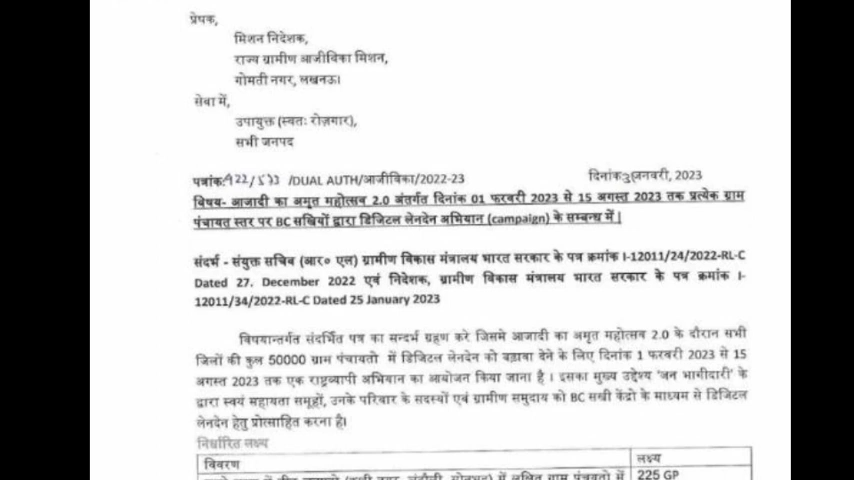 प्रेषक,
मिशन निदेशक,
राज्य ग्रामीण आजीविका मिशन,
गोमती नगर, लखनऊ।
सेवा में,
उपायुक्त (स्वतः रोज़गार),
सभी जनपद
पत्रांक: /DUAL AUTH/आजीविका/2022-23 दिनांक जनवरी, 2023
विषय- आजादी का अमृत महोत्सव 2.0 अंतर्गत दिनांक 01 फरवरी 2023 से 15 अगस्त 2023 तक प्रत्येक ग्राम
पंचायत स्तर पर BC सखियों द्वारा डिजिटल लेनदेन अभियान (campaign) के सम्बन्ध में|
संदर्भ - संयुक्त सचिव (आर० एल) ग्रामीण विकास मंत्रालय भारत सरकार के पत्र क्रमांक I-12011/24/2022-RL-C
Dated 27. December 2022 एवं निदेशक, ग्रामीण विकास मंत्रालय भारत सरकार के पत्र क्रमांक I-
12011/34/2022-RL-C Dated 25 January 2023
विषयान्तर्गत संदर्भित पत्र का सन्दर्भ ग्रहण करे जिसमे आजादी का अमृत महोत्सव 2.0 के दौरान सभी
जिलों की कुल 50000 ग्राम पंचायतो में डिजिटल लेनदेन को बढ़ावा देने के लिए दिनांक 1 फरवरी 2023 से 15
अगस्त 2023 तक एक राष्ट्रव्यापी अभियान का आयोजन किया जाना है । इसका मुख्य उद्देश्य 'जन भागीदारी' के
द्वारा स्वयं सहायता समूहों, उनके परिवार के सदस्यों एवं ग्रामीण समुदाय को BC सखी केंद्रो के माध्यम से डिजिटल
लेनदेन हेतु प्रोत्साहित करना है।
निर्धारित लक्ष्य
विवरण लक्ष्य
में लक्षित ग्राम पंचायतो में 225 GP